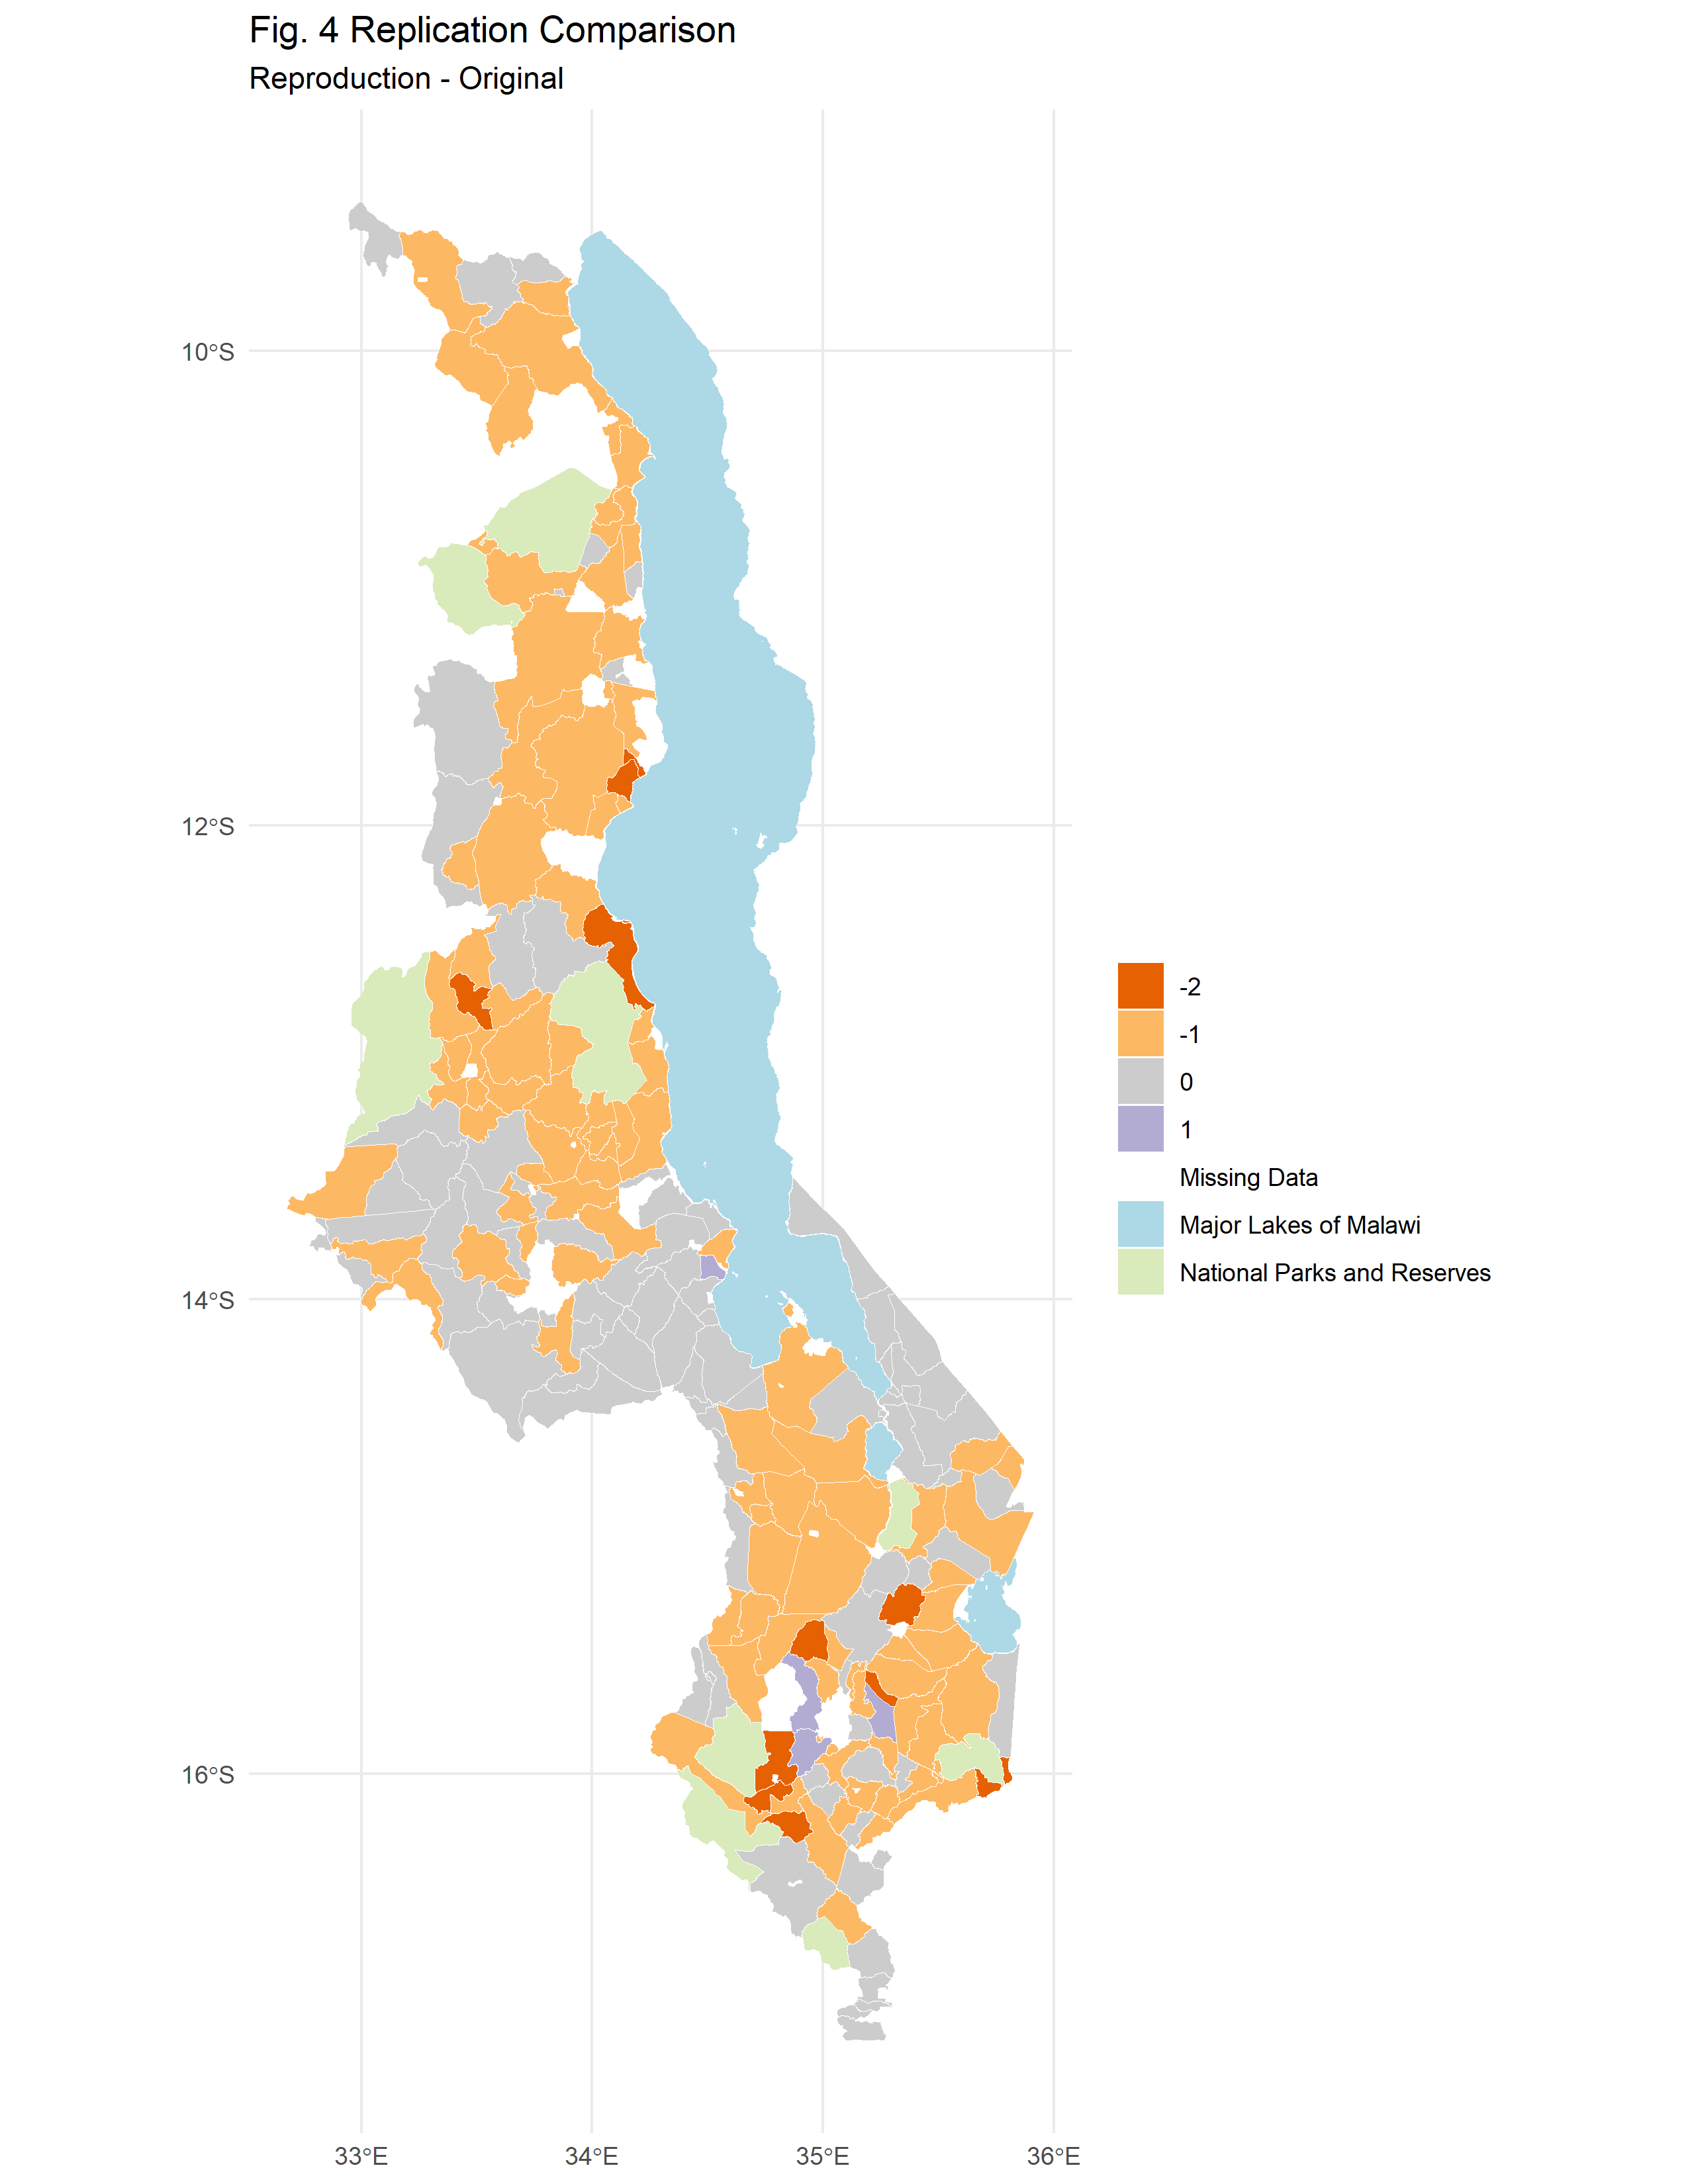 Fig. 4 Replication Comparison
Reproduction - Original
10°S
12°S
14°S
16°S
33°E
34°E
35°E
36°E
-2
-1
0
1
Missing Data
Major Lakes of Malawi
National Parks and Reserves